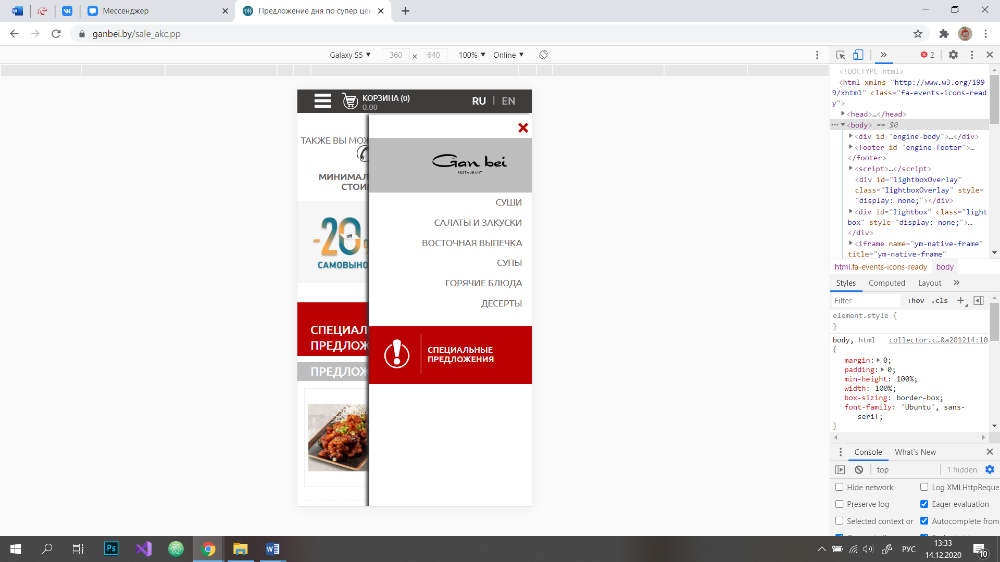 Мессенджер
Предложение дня по супер цен
ganbei.by/sale_akc.pp
Galaxy S5 ▼ 360 × 640 100% ▼ Online ▼
КОРЗИНА (0)
0.00
RU | EN
ТАКЖЕ ВЫ МОЖ
МИНИМАЛ
СТОИ
-20%
off
САМОВЫНО
СПЕЦИАЛ
ПРЕДЛОЖ
ПРЕДЛОЖ
Gan bei
RESTAURANT
СУШИ
САЛАТЫ И ЗАКУСКИ
ВОСТОЧНАЯ ВЫПЕЧКА
СУПЫ
ГОРЯЧИЕ БЛЮДА
ДЕСЕРТЫ
СПЕЦИАЛЬНЫЕ
ПРЕДЛОЖЕНИЯ
2
<!DOCTYPE html>
<html xmlns="http://www.w3.org/199
9/xhtml" class="fa-events-icons-read
y">
<head>…</head>
<body> == $0
<div id="engine-body">…</div>
<footer id="engine-footer">…
</footer>
<script>…</script>
<div id="lightboxOverlay"
class="lightboxOverlay" style=
"display: none;"></div>
<div id="lightbox" class="light
box" style="display: none;">…
</div>
<iframe name="ym-native-frame"
title="ym-native-frame"
html.fa-events-icons-ready body
Styles Computed Layout
Filter :hov .cls
element.style {
}
body, html collector.c…&a201214:10
{
margin: 0;
padding: 0;
min-height: 100%;
width: 100%;
box-sizing: border-box;
font-family: 'Ubuntu', sans-
serif;
}
Console What's New
top 1 hidden
Hide network Log XMLHttpReque
Preserve log Eager evaluation
Selected context or Autocomplete from
Ps
РУС
13:33
14.12.2020
10